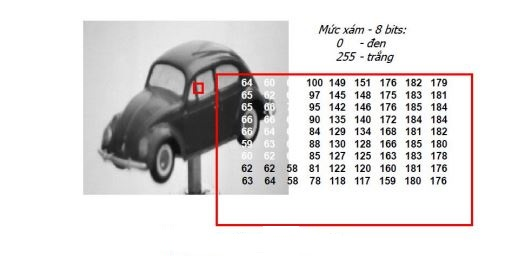 Mức xám - 8 bits:
0 - đen
255 - trắng
64 60 100 149 151 176 182 179
65 62 97 145 148 175 183 181
65 66 95 142 146 176 185 184
66 66 90 135 140 172 184 184
66 64 84 129 134 168 181 182
59 63 88 130 128 166 185 180
60 62 85 127 125 163 183 178
62 62 58 81 122 120 160 181 176
63 64 58 78 118 117 159 180 176